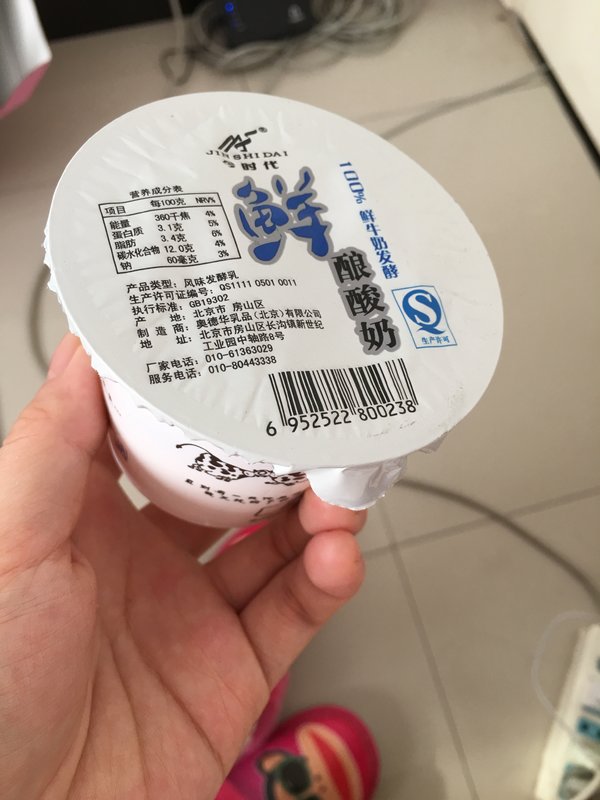 JINSHIDAI
时代
鲜
酿酸奶
100% 鲜牛奶发酵
生产许可
营养成分表
项目 每100克 NRV%
能量 360千焦 4%
蛋白质 3.1克 5%
脂肪 3.4克 6%
碳水化合物 12.0克 4%
钠 60毫克 3%
产品类型: 风味发酵乳
生产许可证编号: QS1111 0501 0011
执行标准: GB19302
产 地: 北京市 房山区
制 造 商: 奥德华乳品(北京)有限公司
地 址: 北京市房山区长沟镇新世纪
工业园中轴路8号
厂家电话: 010-61363029
服务电话: 010-80443338
6 952522 800238